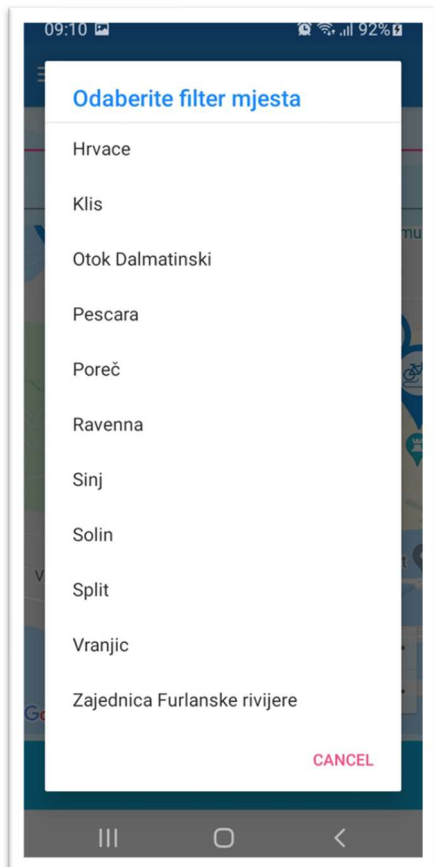 09:10 92%
Odaberite filter mjesta
Hrvace
Klis
Otok Dalmatinski
Pescara
Poreč
Ravenna
Sinj
Solin
Split
Vranjic
Zajednica Furlanske rivijere
CANCEL